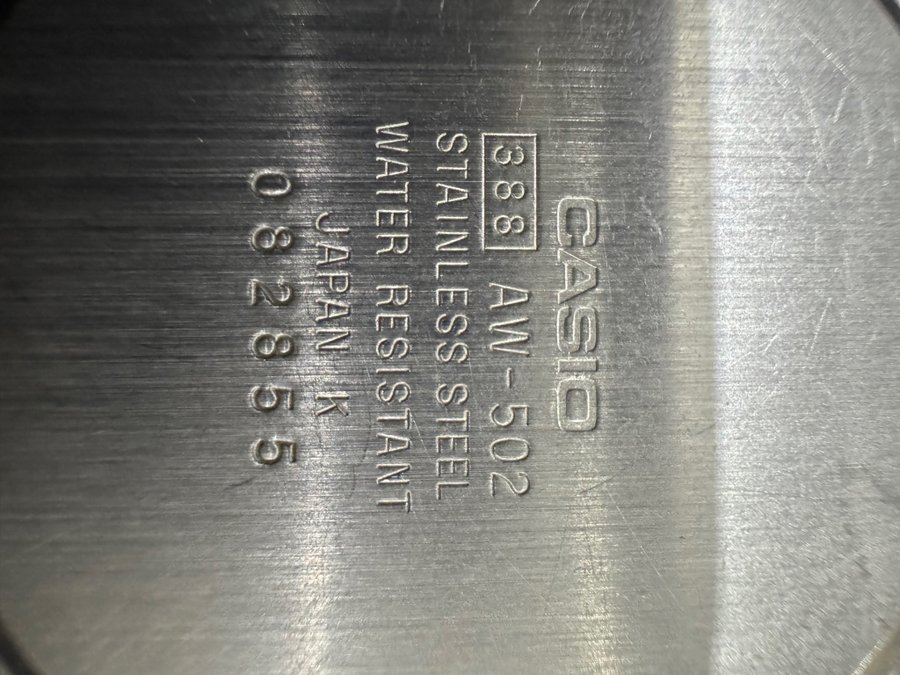 CASIO
388 AW-502
STAINLESS STEEL
WATER RESISTANT
JAPAN K
082855